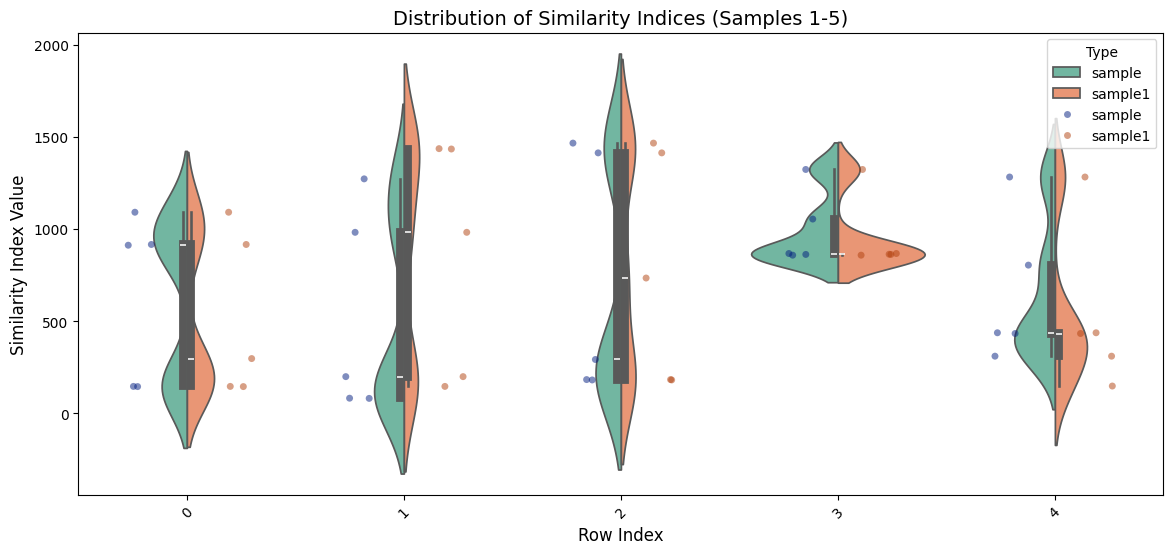 Distribution of Similarity Indices (Samples 1-5)
Similarity Index Value
2000
1500
1000
500
0
0
1
2
3
4
Row Index
Type
sample
sample1
sample
sample1